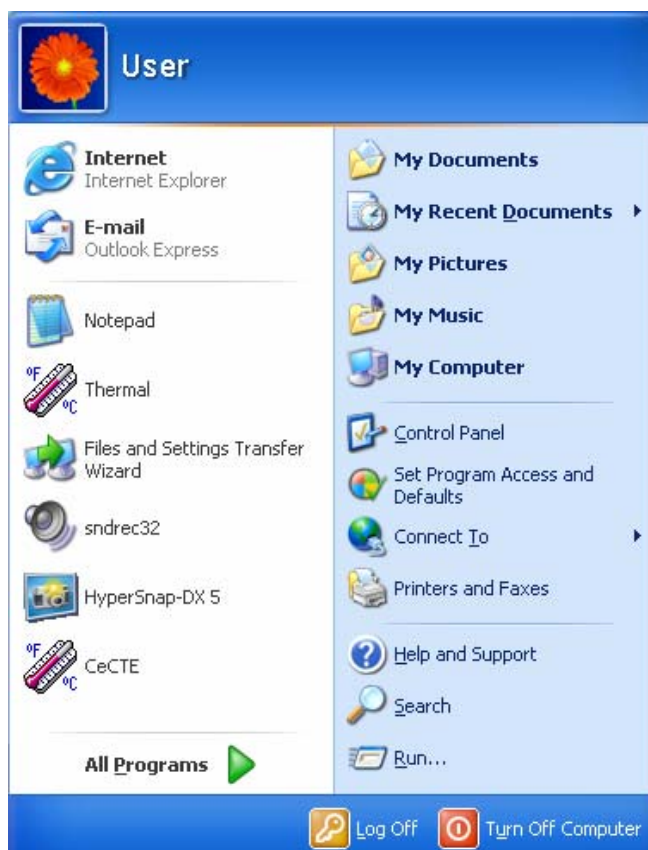 User
Internet
Internet Explorer
E-mail
Outlook Express
Notepad
°F
°C
Thermal
Files and Settings Transfer
Wizard
sndrec32
HyperSnap-DX 5
°F
°C
CeCTE
All Programs
My Documents
My Recent Documents
My Pictures
My Music
My Computer
Control Panel
Set Program Access and
Defaults
Connect To
Printers and Faxes
Help and Support
Search
Run...
Log Off
Turn Off Computer